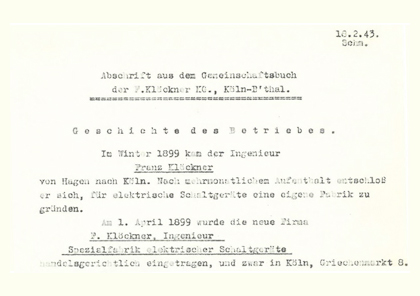 16.2.43.
Schm.
Abschrift aus dem Gemeinschaftsbuch
der F.Klöckner KG., Köln-B'thal.
Geschichte des Betriebes.
Im Winter 1899 kam der Ingenieur
Franz Klöckner
von Hagen nach Köln. Nach mehrmonatlichem Aufenthalt entschloß
er sich, für elektrische Schaltgeräte eine eigene Fabrik zu
gründen.
Am 1. April 1899 wurde die neue Firma
F. Klöckner, Ingenieur
Spezialfabrik elektrischer Schaltgeräte
handelsgerichtlich eingetragen, und zwar in Köln, Griechenmarkt 8.